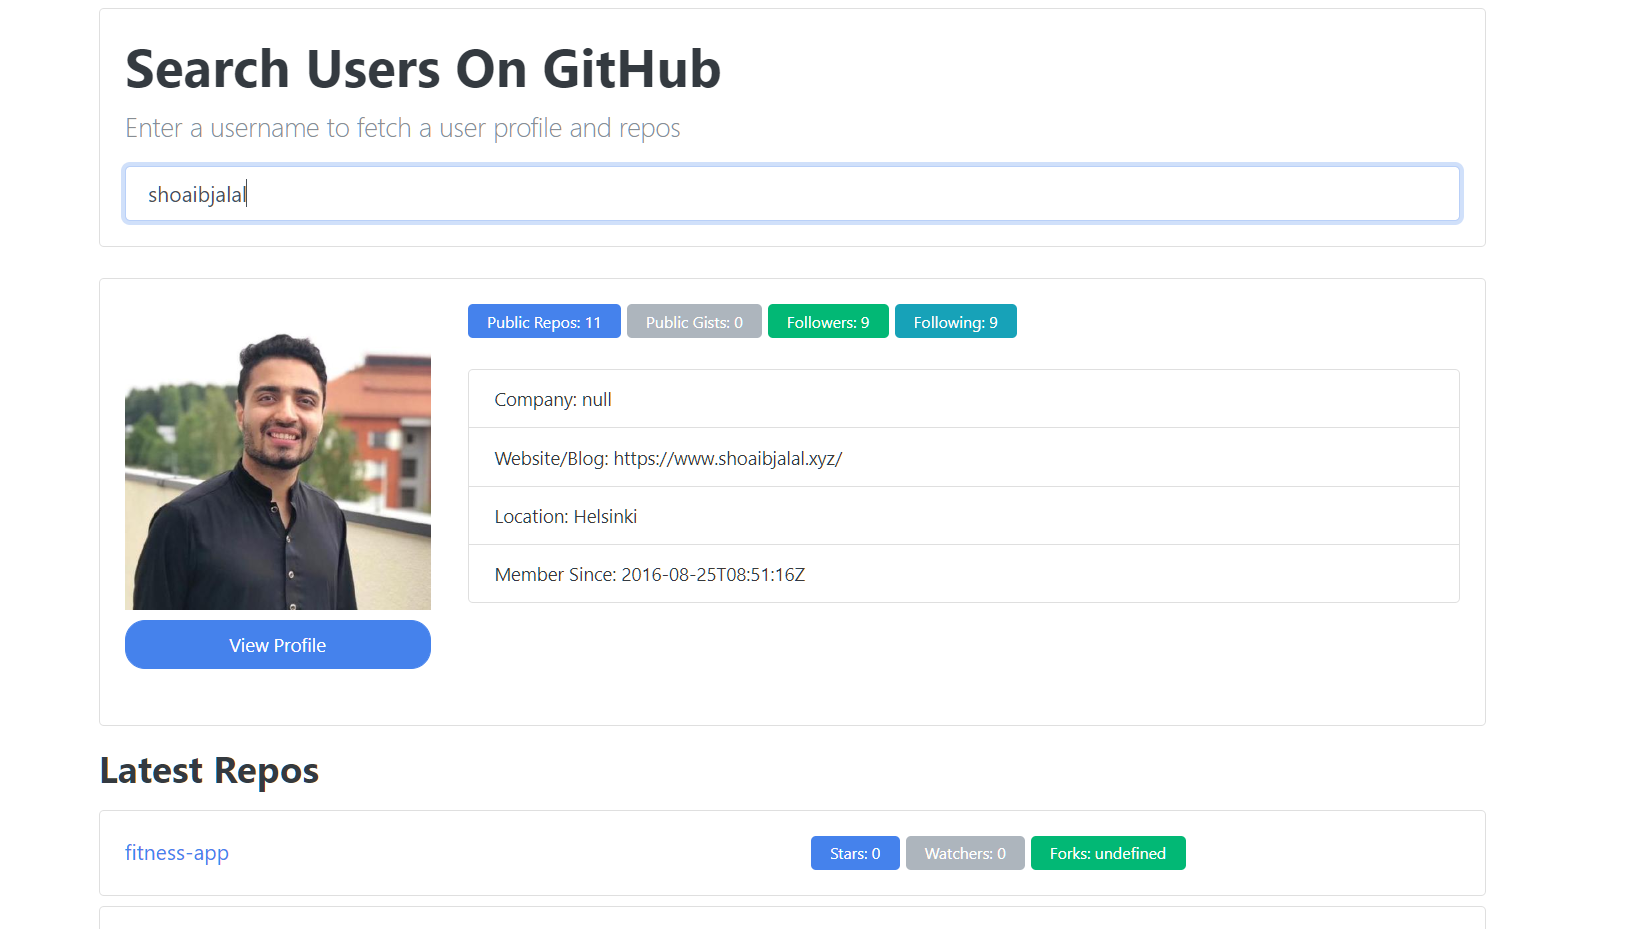 Search Users On GitHub
Enter a username to fetch a user profile and repos
shoaibjalal
Public Repos: 11 Public Gists: 0 Followers: 9 Following: 9
Company: null
Website/Blog: https://www.shoaibjalal.xyz/
Location: Helsinki
Member Since: 2016-08-25T08:51:16Z
View Profile
Latest Repos
fitness-app Stars: 0 Watchers: 0 Forks: undefined